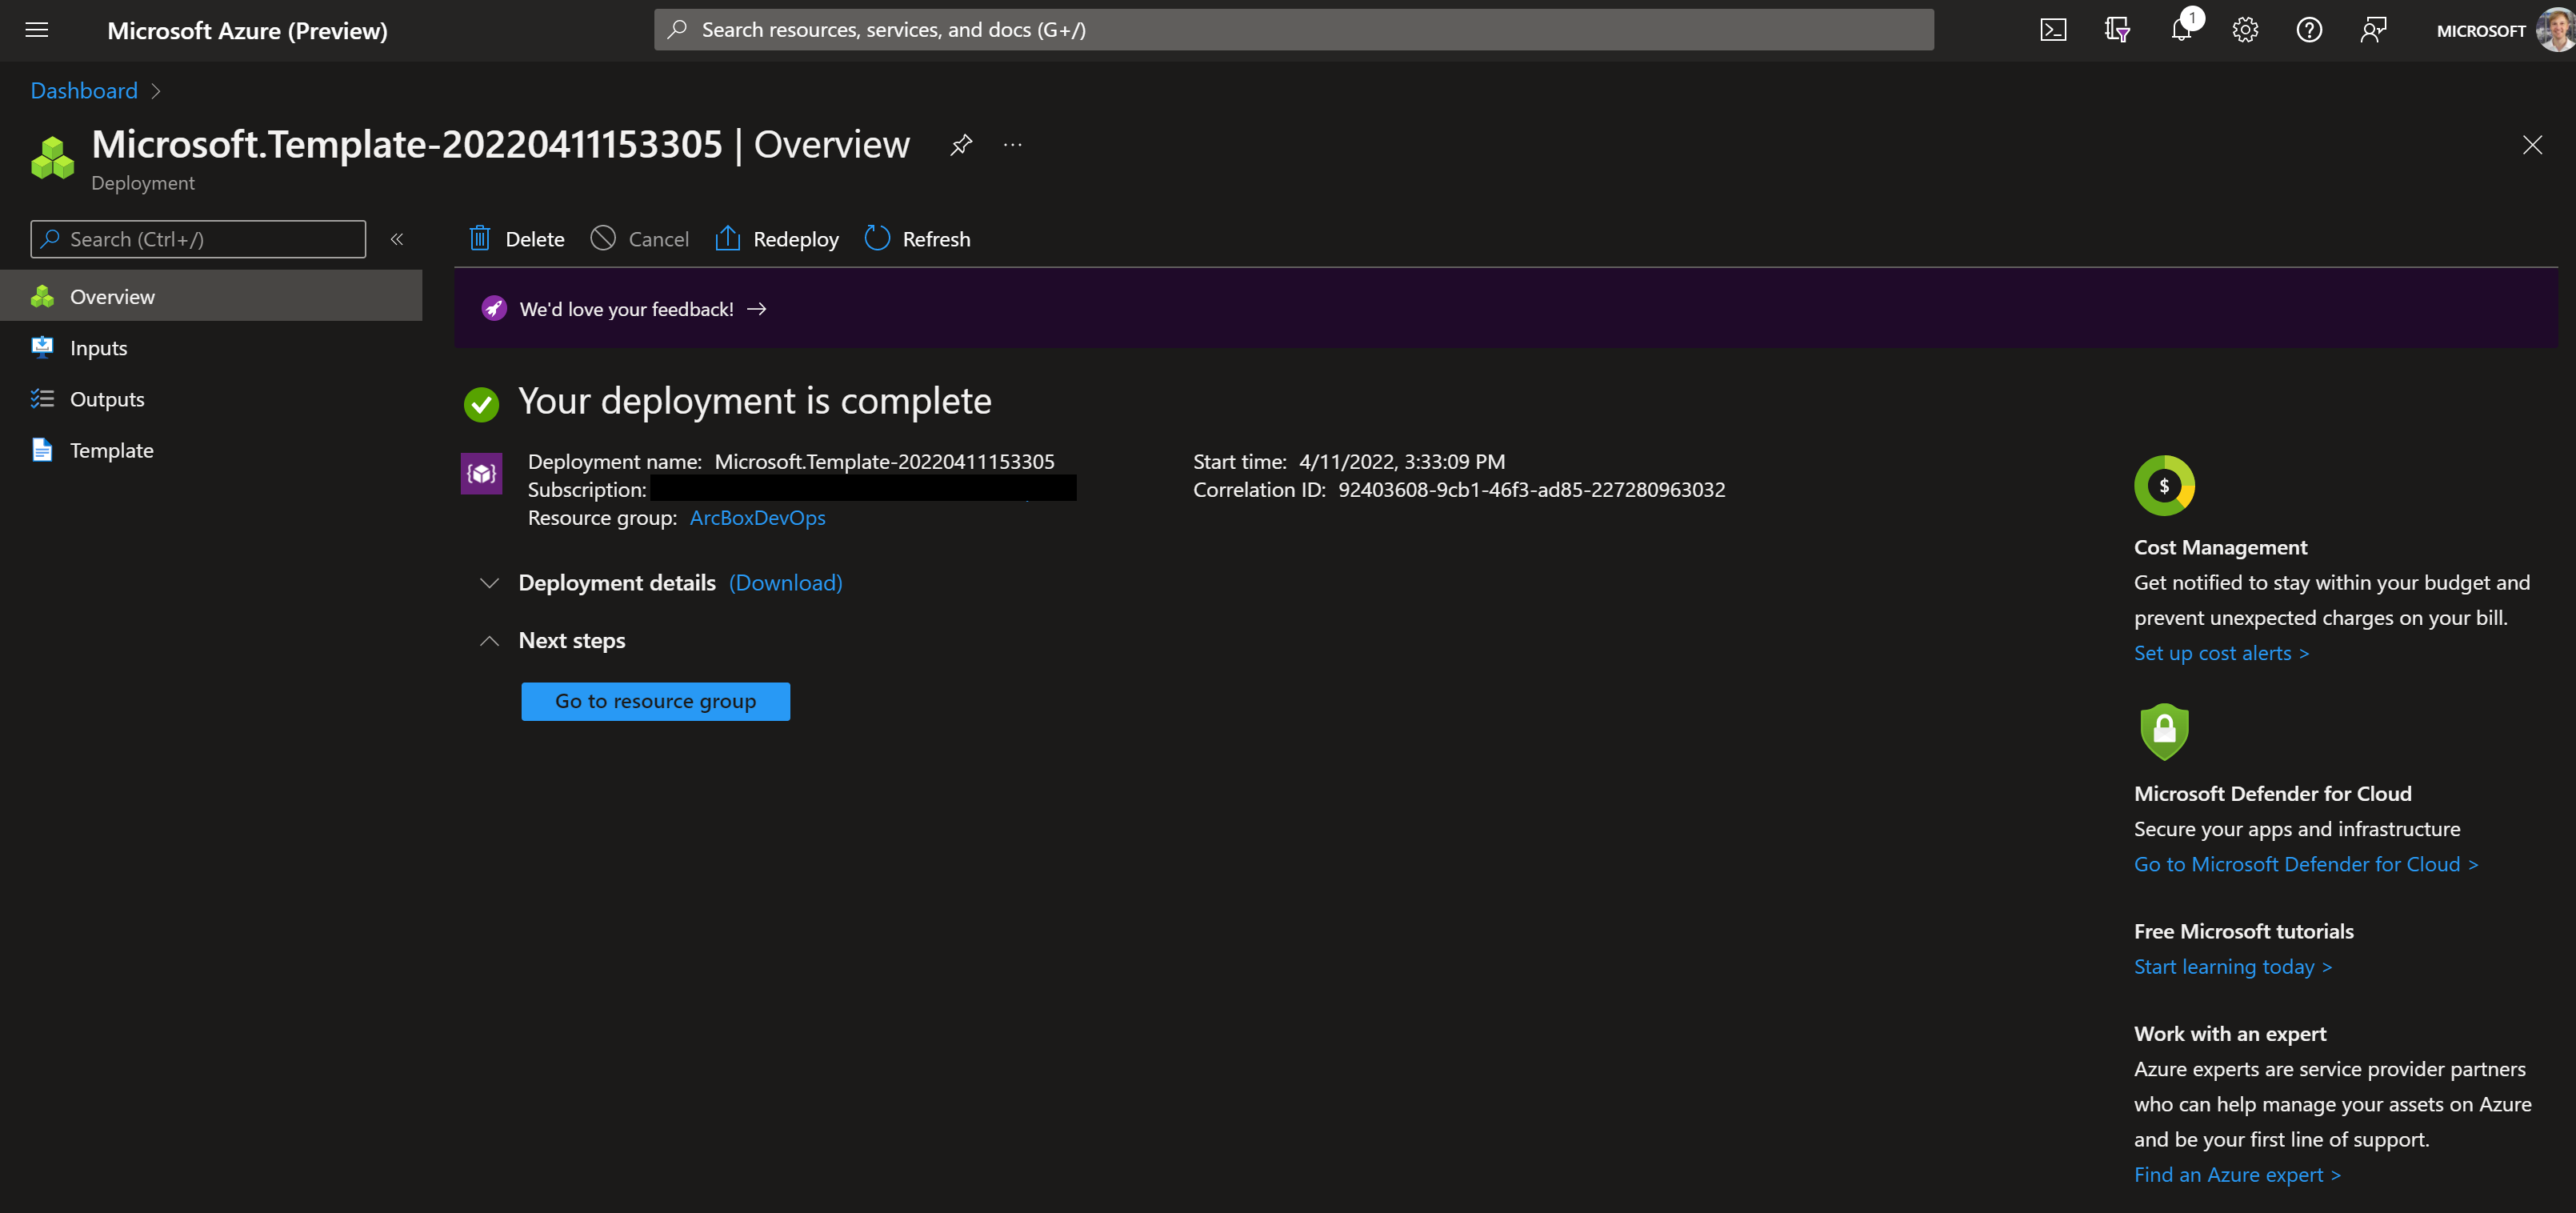 Microsoft Azure (Preview)
Search resources, services, and docs (G+/)
1
MICROSOFT
Dashboard >
Microsoft.Template-20220411153305 | Overview
...
Deployment
Search (Ctrl+/)
«
Delete
Cancel
Redeploy
Refresh
Overview
Inputs
Outputs
Template
We'd love your feedback! →
Your deployment is complete
Deployment name: Microsoft.Template-20220411153305
Subscription:
Resource group: ArcBoxDevOps
Start time: 4/11/2022, 3:33:09 PM
Correlation ID: 92403608-9cb1-46f3-ad85-227280963032
Deployment details (Download)
Next steps
Go to resource group
$
Cost Management
Get notified to stay within your budget and
prevent unexpected charges on your bill.
Set up cost alerts >
Microsoft Defender for Cloud
Secure your apps and infrastructure
Go to Microsoft Defender for Cloud >
Free Microsoft tutorials
Start learning today >
Work with an expert
Azure experts are service provider partners
who can help manage your assets on Azure
and be your first line of support.
Find an Azure expert >